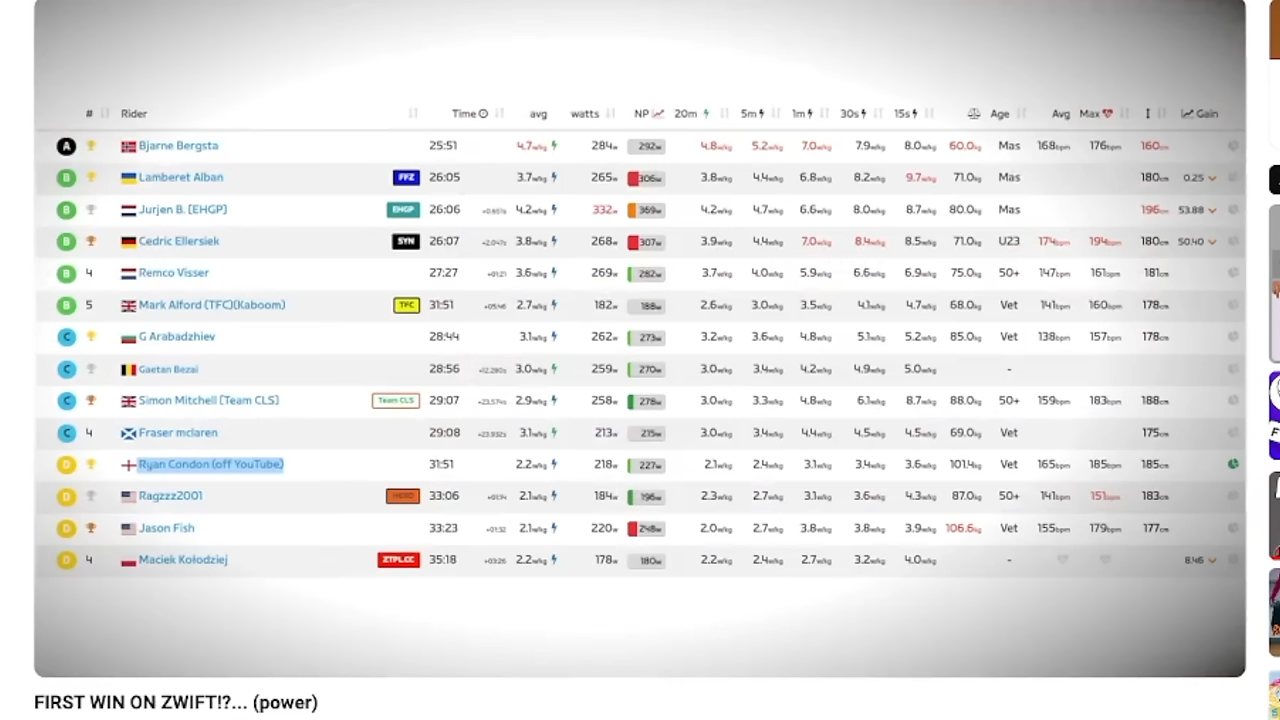 # Rider Time avg watts NP 20m 5m 1m 30s 15s Age Avg Max Gain
A Bjarne Bergsta 25:51 4.7w/kg 284w 292w 4.8w/kg 5.2w/kg 7.0w/kg 7.9w/kg 8.0w/kg 60.0kg Mas 168bpm 176bpm 160cm
B Lamberet Alban FFZ 26:05 3.7w/kg 265w 306w 3.8w/kg 4.4w/kg 6.8w/kg 8.2w/kg 9.7w/kg 71.0kg Mas 180cm 0.25
B Jurjen B. [EHGP] EHGP 26:06 4.2w/kg 332w 369w 4.2w/kg 4.7w/kg 6.6w/kg 8.0w/kg 8.7w/kg 80.0kg Mas 196cm 53.88
B Cedric Ellersiek SYN 26:07 +2.047s 3.8w/kg 268w 307w 3.9w/kg 4.4w/kg 7.0w/kg 8.4w/kg 8.5w/kg 71.0kg U23 174bpm 194bpm 180cm 50.40
B 4 Remco Visser 27:27 +01:21 3.6w/kg 269w 282w 3.7w/kg 4.0w/kg 5.9w/kg 6.6w/kg 6.9w/kg 75.0kg 50+ 147bpm 161bpm 181cm
B 5 Mark Alford (TFC)(Kaboom) TFC 31:51 +05:46 2.7w/kg 182w 188w 2.6w/kg 3.0w/kg 3.5w/kg 4.1w/kg 4.7w/kg 68.0kg Vet 141bpm 160bpm 178cm
C G Arabadzhiev 28:44 3.1w/kg 262w 273w 3.2w/kg 3.6w/kg 4.8w/kg 5.1w/kg 5.2w/kg 85.0kg Vet 138bpm 157bpm 178cm
C Gaetan Bezai 28:56 +12.280s 3.0w/kg 259w 270w 3.0w/kg 3.4w/kg 4.2w/kg 4.9w/kg 5.0w/kg -
C Simon Mitchell [Team CLS] Team CLS 29:07 +23.574s 2.9w/kg 258w 278w 3.0w/kg 3.3w/kg 4.8w/kg 6.1w/kg 8.7w/kg 88.0kg 50+ 159bpm 183bpm 188cm
C 4 Fraser mclaren 29:08 +23.932s 3.1w/kg 213w 215w 3.0w/kg 3.4w/kg 4.4w/kg 4.5w/kg 4.5w/kg 69.0kg Vet 175cm
D Ryan Condon (off YouTube) 31:51 2.2w/kg 218w 227w 2.1w/kg 2.4w/kg 3.1w/kg 3.4w/kg 3.6w/kg 101.4kg Vet 165bpm 185bpm 185cm
D Ragzzz2001 HERD 33:06 +01:14 2.1w/kg 184w 196w 2.3w/kg 2.7w/kg 3.1w/kg 3.6w/kg 4.3w/kg 87.0kg 50+ 141bpm 151bpm 183cm
D Jason Fish 33:23 +01:32 2.1w/kg 220w 248w 2.0w/kg 2.7w/kg 3.8w/kg 3.8w/kg 3.9w/kg 106.6kg Vet 155bpm 179bpm 177cm
D 4 Maciek Kołodziej ZTPL.CC 35:18 +03:26 2.2w/kg 178w 180w 2.2w/kg 2.4w/kg 2.7w/kg 3.2w/kg 4.0w/kg - 8.46
FIRST WIN ON ZWIFT!?... (power)